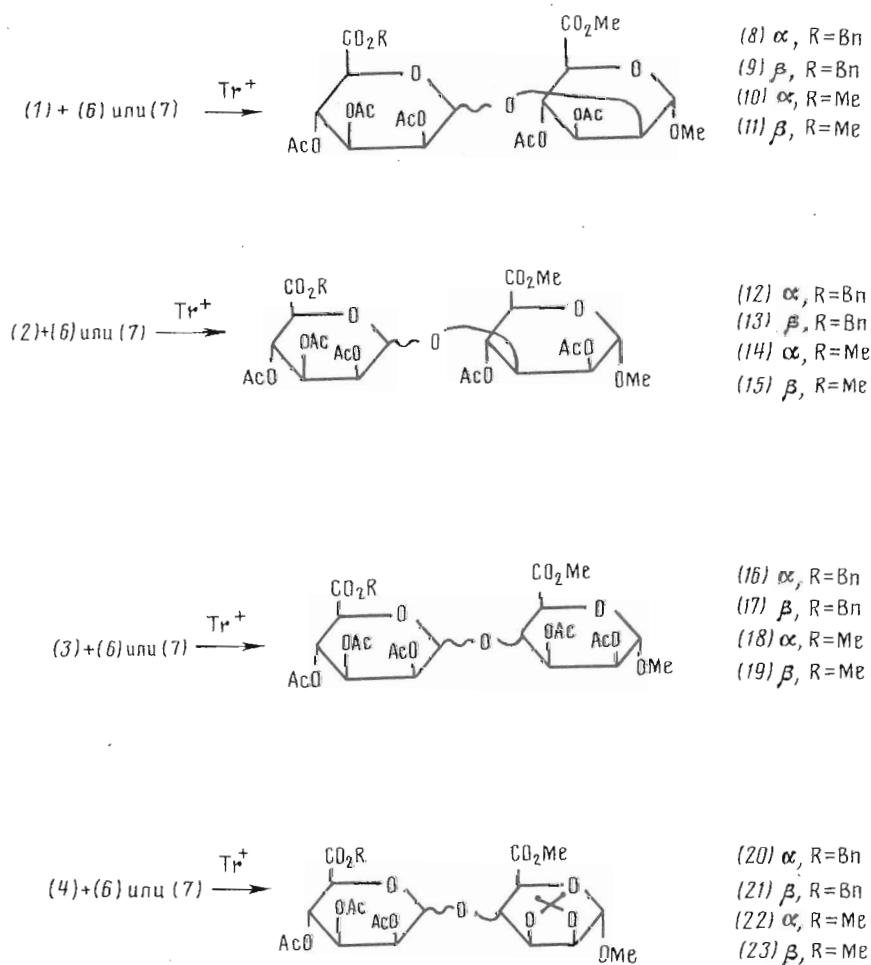 CO₂R
CO₂Me
(8) α, R=Bn
(9) β, R=Bn
(10) α, R=Me
(11) β, R=Me
(1) + (6) или (7)
Tr⁺
O
O
O
OAc
AcO
OAc
AcO
AcO
OMe
CO₂R
CO₂Me
(12) α, R=Bn
(13) β, R=Bn
(14) α, R=Me
(15) β, R=Me
(2)+(6) или (7)
Tr⁺
O
O
O
OAc
AcO
AcO
AcO
AcO
OMe
CO₂R
CO₂Me
(16) α, R=Bn
(17) β, R=Bn
(18) α, R=Me
(19) β, R=Me
(3)+(6) или (7)
Tr⁺
O
O
O
OAc
AcO
OAc
AcO
AcO
OMe
CO₂R
CO₂Me
(20) α, R=Bn
(21) β, R=Bn
(22) α, R=Me
(23) β, R=Me
(4)+(6) или (7)
Tr⁺
O
O
O
OAc
AcO
O
O
AcO
OMe